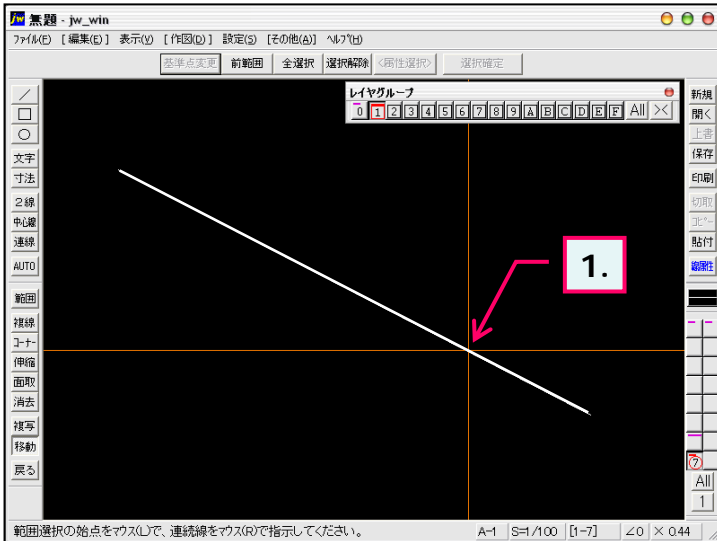 jw 無題 - jw_win
ﾌｧｲﾙ(F) [編集(E)] 表示(V) [作図(D)] 設定(S) [その他(A)] ﾍﾙﾌﾟ(H)
基準点変更 前範囲 全選択 選択解除 <属性選択> 選択確定
レイヤグループ
0 1 2 3 4 5 6 7 8 9 A B C D E F All ><
文字
寸法
２線
中心線
連線
AUTO
範囲
複線
ｺｰﾅｰ
伸縮
面取
消去
複写
移動
戻る
1.
新規
開く
上書
保存
印刷
切取
ｺﾋﾟｰ
貼付
線属性
7
All
1
範囲選択の始点をマウス(L)で、連続線をマウス(R)で指示してください。 A-1 S=1/100 [1-7] ∠0 × 0.44